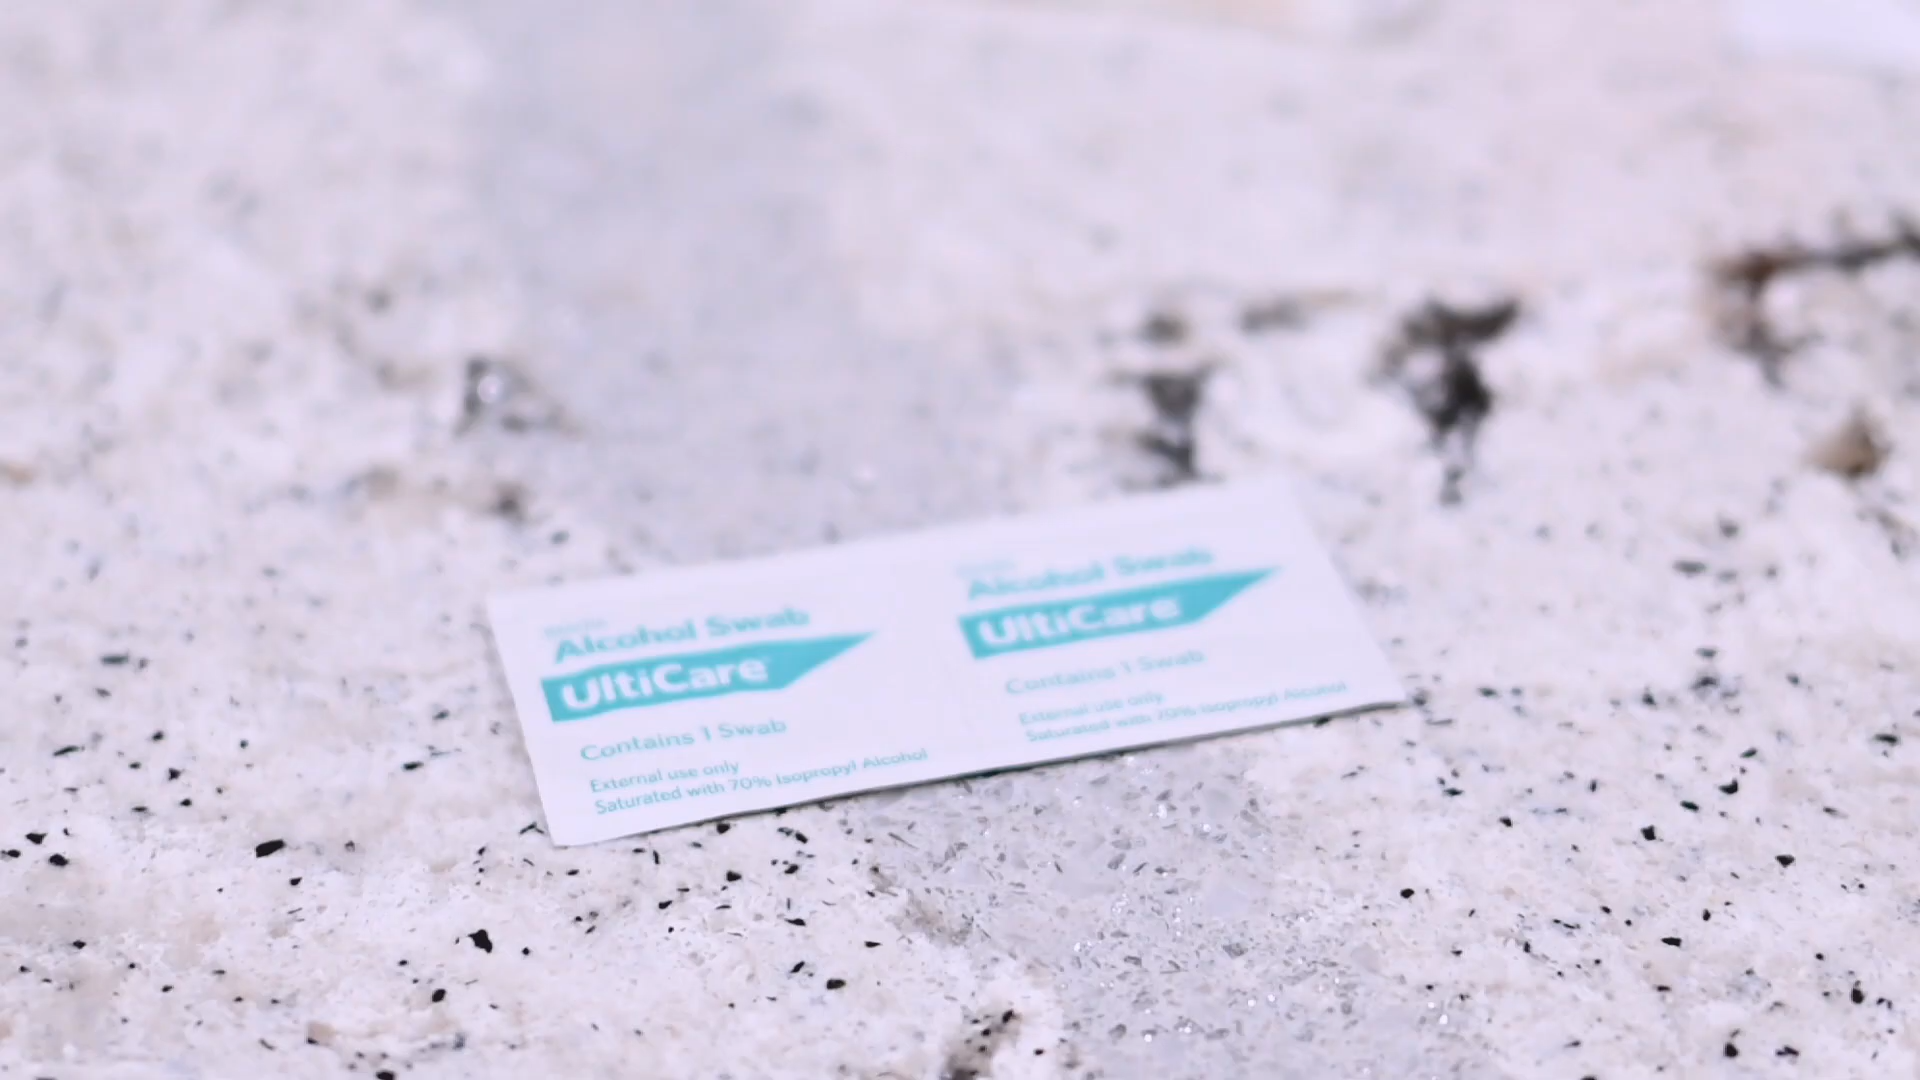 Alcohol Swab
UltiCare
Contains 1 Swab
External use only
Saturated with 70% Isopropyl Alcohol
Alcohol Swab
UltiCare
Contains 1 Swab
External use only
Saturated with 70% Isopropyl Alcohol